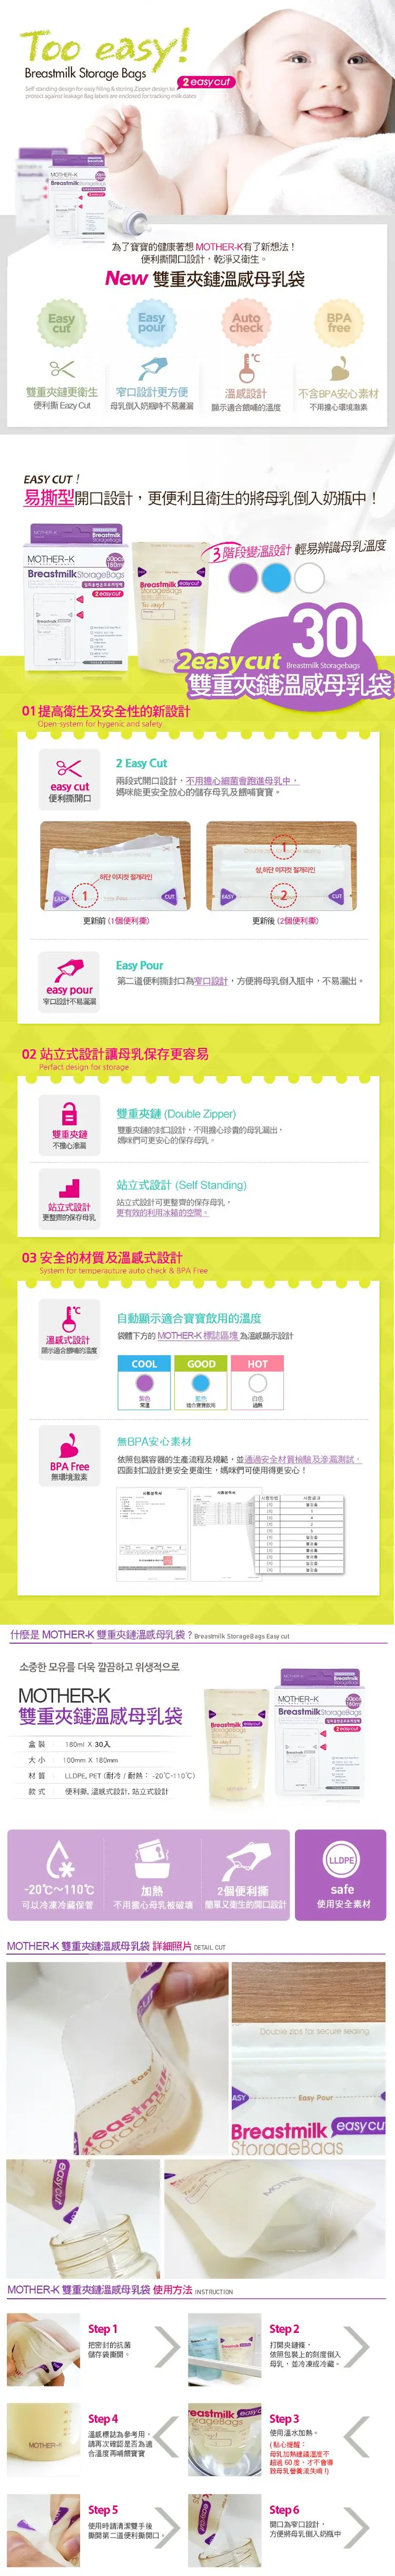 Too easy!
Breastmilk Storage Bags
2 easy cut
Self standing design for easy filling & storing Zipper design to
protect against leakage Bag labels are enclosed for tracking milk dates
MOTHER-K
為了寶寶的健康著想 MOTHER-K有了新想法！
便利撕開口設計，乾淨又衛生。
New 雙重夾鏈溫感母乳袋
Easy cut
Easy pour
Auto check
BPA free
雙重夾鏈更衛生
便利撕 Eazy Cut
窄口設計更方便
母乳倒入奶瓶時不易灑漏
溫感設計
顯示適合餵哺的溫度
不含BPA安心素材
不用擔心環境激素
EASY CUT！
易撕型開口設計，更便利且衛生的將母乳倒入奶瓶中！
3階段變溫設計 輕易辨識母乳溫度
MOTHER-K
BreastmilkStorageBags
2 easy cut
30
2easy cut Breastmilk Storagebags
雙重夾鏈溫感母乳袋
01 提高衛生及安全性的新設計
Open-system for hygenic and safety
easy cut
便利撕開口
2 Easy Cut
兩段式開口設計，不用擔心細菌會跑進母乳中，
媽咪能更安全放心的儲存母乳及餵哺寶寶。
하단 이지컷 절개라인
EASY 1 CUT
상,하단 이지컷 절개라인
1
EASY 2 CUT
更新前 (1個便利撕)
更新後 (2個便利撕)
easy pour
窄口設計不易灑漏
Easy Pour
第二道便利撕封口為窄口設計，方便將母乳倒入瓶中，不易灑出。
02 站立式設計讓母乳保存更容易
Perfact design for storage
雙重夾鏈
不擔心滲漏
雙重夾鏈 (Double Zipper)
雙重夾鏈的封口設計，不用擔心珍貴的母乳漏出，
媽咪們可更安心的保存母乳。
站立式設計
更整齊的保存母乳
站立式設計 (Self Standing)
站立式設計可更整齊的保存母乳，
更有效的利用冰箱的空間。
03 安全的材質及溫感式設計
System for temperauture auto check & BPA Free
溫感式設計
顯示適合餵哺的溫度
自動顯示適合寶寶飲用的溫度
袋體下方的 MOTHER-K 標誌區塊 為溫感顯示設計
COOL
GOOD
HOT
紫色
常溫
藍色
適合寶寶飲用
白色
過熱
BPA Free
無環境激素
無BPA安心素材
依照包裝容器的生產流程及規範，並通過安全材質檢驗及滲漏測試，
四面封口設計更安全更衛生，媽咪們可使用得更安心！
什麼是 MOTHER-K 雙重夾鏈溫感母乳袋？Breastmilk StorageBags Easy cut
소중한 모유를 더욱 깔끔하고 위생적으로
MOTHER-K
雙重夾鏈溫感母乳袋
盒 裝 180ml X 30入
大 小 100mm X 180mm
材 質 LLDPE, PET (耐冷 / 耐熱： -20℃-110℃)
款 式 便利撕, 溫感式設計, 站立式設計
MOTHER-K
BreastmilkStorageBags
-20℃～110℃
可以冷凍冷藏保管
加熱
不用擔心母乳被破壞
2個便利撕
簡單又衛生的開口設計
LLDPE
safe
使用安全素材
MOTHER-K 雙重夾鏈溫感母乳袋 詳細照片 DETAIL CUT
Double zips for secure sealing
Easy Pour
Breastmilk easy cut
StorageBags
MOTHER-K 雙重夾鏈溫感母乳袋 使用方法 INSTRUCTION
Step 1
把密封的抗菌
儲存袋撕開。
Step 2
打開夾鏈條，
依照包裝上的刻度倒入
母乳，並冷凍或冷藏。
Step 4
溫感標誌為參考用，
請再次確認是否為適
合溫度再哺餵寶寶
Step 3
使用溫水加熱。
( 點心提醒：
母乳加熱建議溫度不
超過 60 度，才不會導
致母乳營養流失唷 !)
Step 5
使用時請清潔雙手後
撕開第二道便利撕開口。
Step 6
開口為窄口設計，
方便將母乳倒入奶瓶中